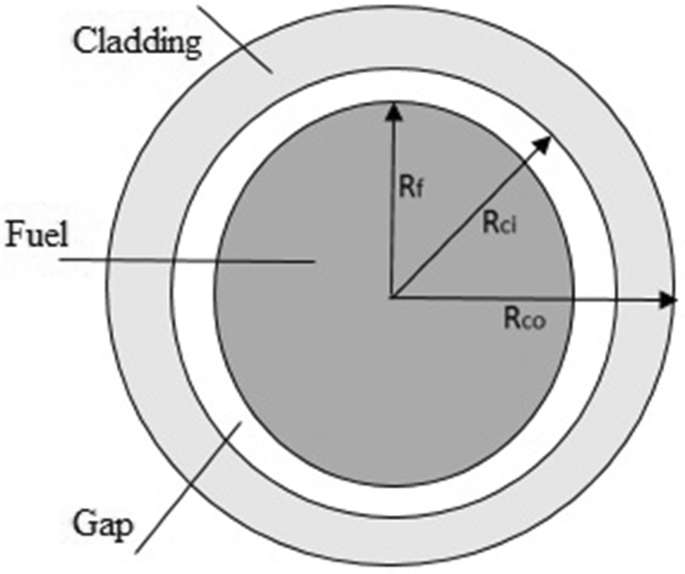 Cladding
Rf
Rci
Fuel
Rco
Gap